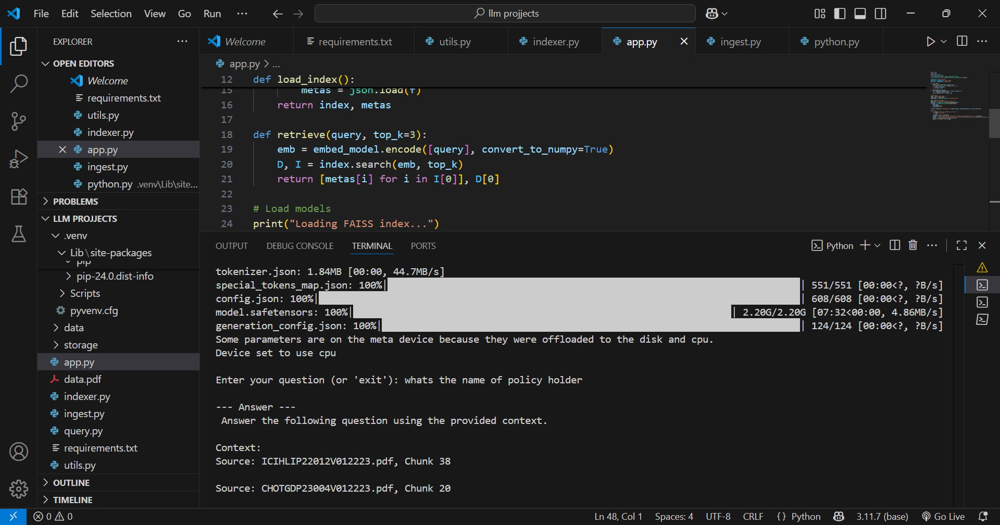 File Edit Selection View Go Run ··· llm projjects
EXPLORER ···
OPEN EDITORS
Welcome
requirements.txt
utils.py
indexer.py
app.py
ingest.py
python.py .venv\Lib\site...
PROBLEMS
LLM PROJJECTS
.venv
Lib\site-packages
pip
pip-24.0.dist-info
Scripts
pyvenv.cfg
data
storage
app.py
data.pdf
indexer.py
ingest.py
query.py
requirements.txt
utils.py
OUTLINE
TIMELINE
Welcome requirements.txt utils.py indexer.py app.py ingest.py python.py
app.py > ...
12 def load_index():
15 metas = json.load(f)
16 return index, metas
17
18 def retrieve(query, top_k=3):
19 emb = embed_model.encode([query], convert_to_numpy=True)
20 D, I = index.search(emb, top_k)
21 return [metas[i] for i in I[0]], D[0]
22
23 # Load models
24 print("Loading FAISS index...")
OUTPUT DEBUG CONSOLE TERMINAL PORTS Python
tokenizer.json: 1.84MB [00:00, 44.7MB/s]
special_tokens_map.json: 100%| | 551/551 [00:00<?, ?B/s]
config.json: 100%| | 608/608 [00:00<?, ?B/s]
model.safetensors: 100%| | 2.20G/2.20G [07:32<00:00, 4.86MB/s]
generation_config.json: 100%| | 124/124 [00:00<?, ?B/s]
Some parameters are on the meta device because they were offloaded to the disk and cpu.
Device set to use cpu
Enter your question (or 'exit'): whats the name of policy holder
--- Answer ---
Answer the following question using the provided context.
Context:
Source: ICIHLIP22012V012223.pdf, Chunk 38
Source: CHOTGDP23004V012223.pdf, Chunk 20
0 0 Ln 48, Col 1 Spaces: 4 UTF-8 CRLF {} Python 3.11.7 (base) Go Live